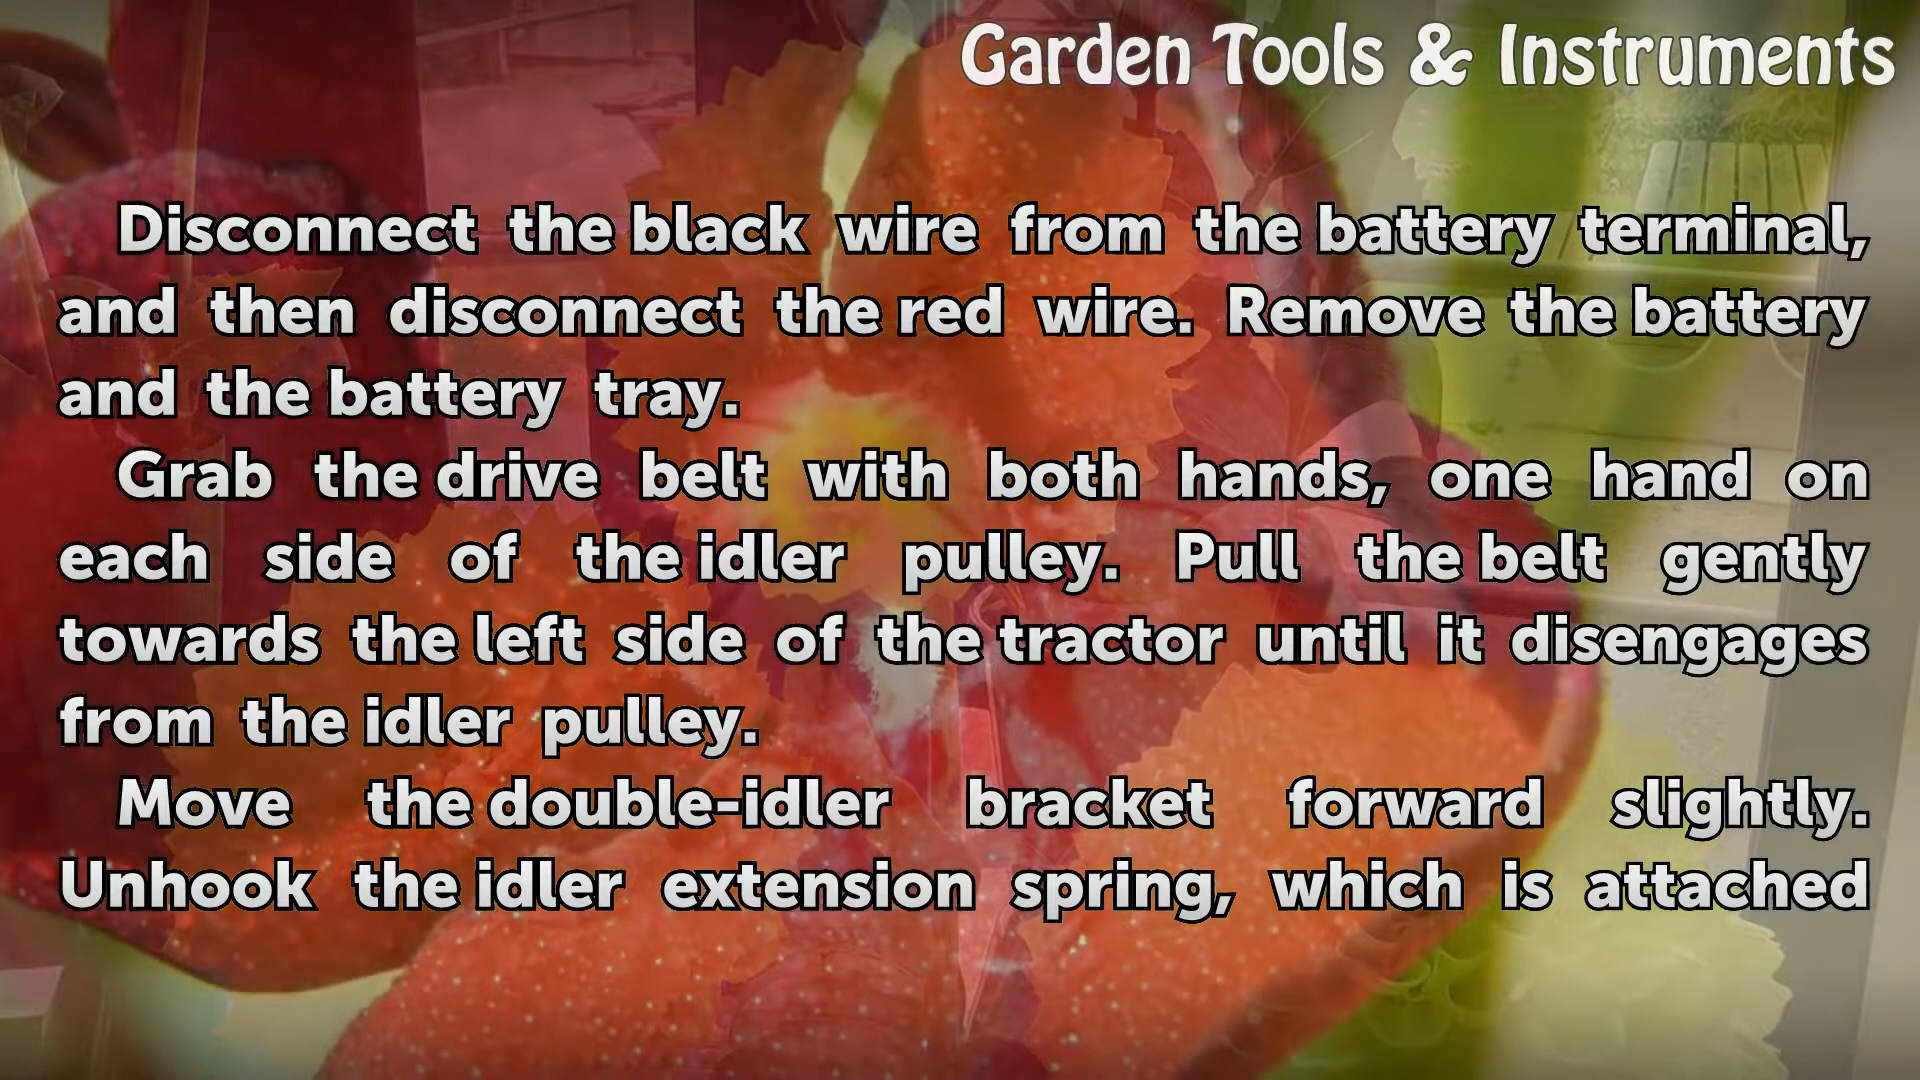 Garden Tools & Instruments
Disconnect the black wire from the battery terminal,
and then disconnect the red wire. Remove the battery
and the battery tray.
Grab the drive belt with both hands, one hand on
each side of the idler pulley. Pull the belt gently
towards the left side of the tractor until it disengages
from the idler pulley.
Move the double-idler bracket forward slightly.
Unhook the idler extension spring, which is attached